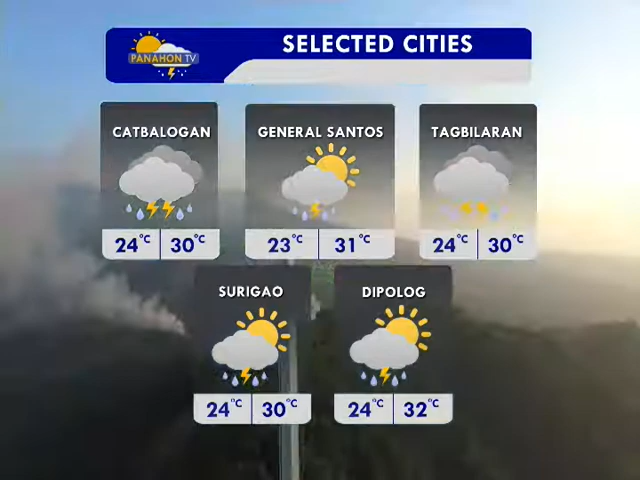 PANAHON TV
SELECTED CITIES
CATBALOGAN
24°C 30°C
GENERAL SANTOS
23°C 31°C
TAGBILARAN
24°C 30°C
SURIGAO
24°C 30°C
DIPOLOG
24°C 32°C